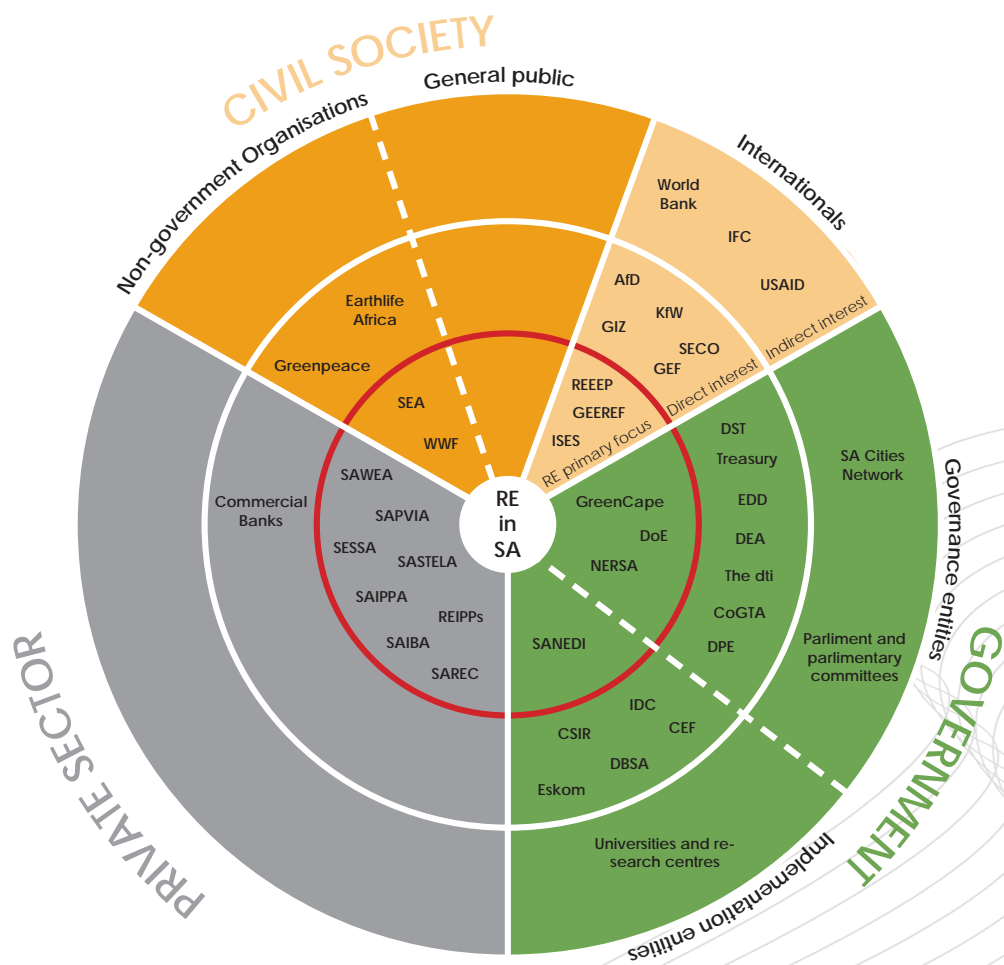 CIVIL SOCIETY
Non-government Organisations
General public
Internationals
World
Bank
IFC
USAID
Indirect interest
AfD
KfW
GIZ
SECO
GEF
Direct interest
REEEP
GEEREF
ISES
RE primary focus
Earthlife
Africa
Greenpeace
SEA
WWF
RE
in
SA
PRIVATE SECTOR
Commercial
Banks
SAWEA
SAPVIA
SESSA
SASTELA
SAIPPA
REIPPs
SAIBA
SAREC
GOVERNMENT
Governance entities
GreenCape
DoE
NERSA
DST
Treasury
EDD
DEA
The dti
CoGTA
DPE
SA Cities
Network
Parliment and
parlimentary
committees
Implementation entities
SANEDI
IDC
CEF
CSIR
DBSA
Eskom
Universities and re-
search centres